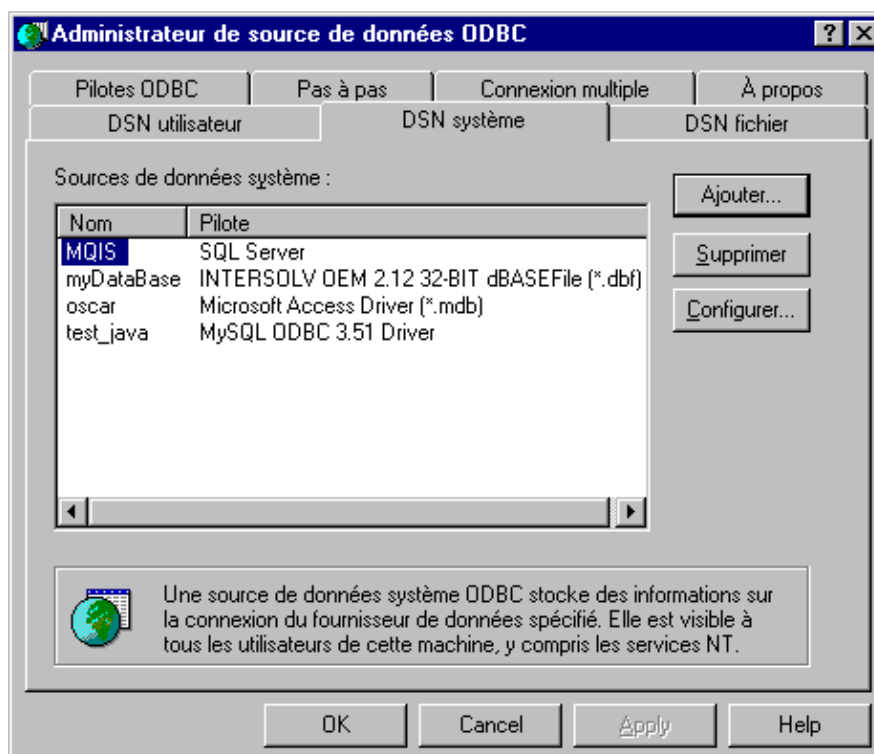 Administrateur de source de données ODBC
Pilotes ODBC Pas à pas Connexion multiple À propos
DSN utilisateur DSN système DSN fichier
Sources de données système :
Ajouter...
Nom Pilote
MQIS SQL Server
Supprimer
myDataBase INTERSOLV OEM 2.12 32-BIT dBASEFile (*.dbf)
oscar Microsoft Access Driver (*.mdb)
Configurer...
test_java MySQL ODBC 3.51 Driver
Une source de données système ODBC stocke des informations sur
la connexion du fournisseur de données spécifié. Elle est visible à
tous les utilisateurs de cette machine, y compris les services NT.
OK Cancel Apply Help